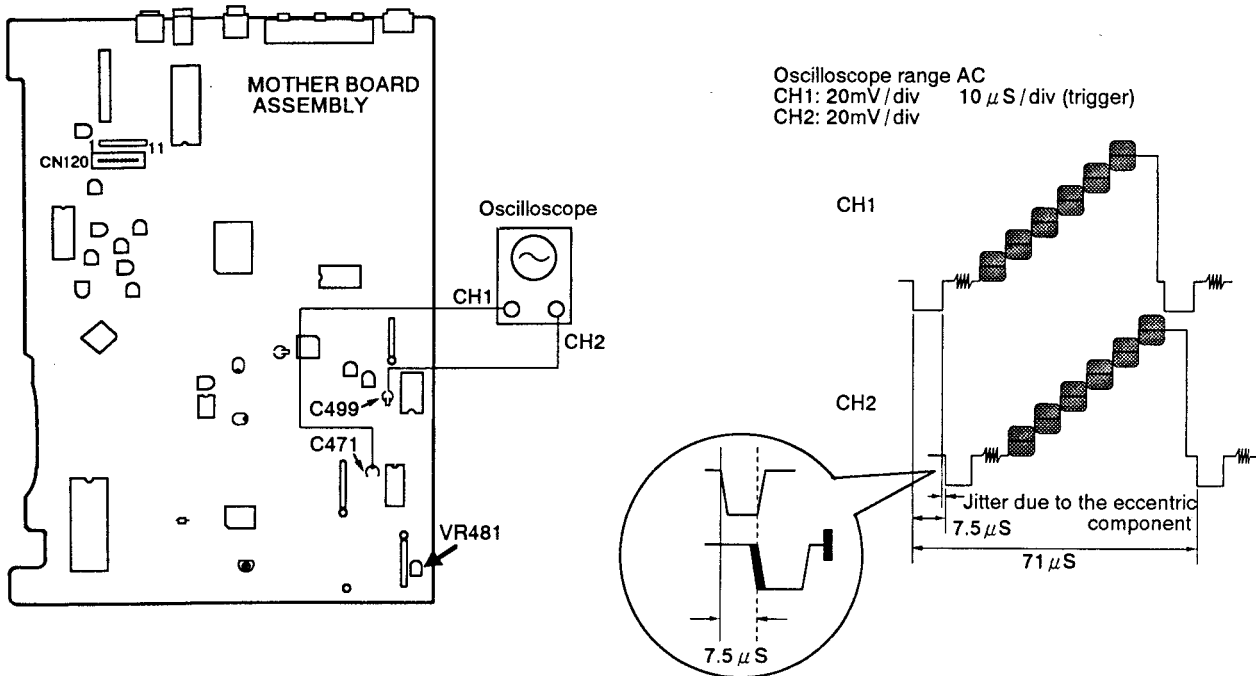 MOTHER BOARD
ASSEMBLY
1
11
CN120
Oscilloscope
CH1
CH2
C499
C471
VR481
Oscilloscope range AC
CH1: 20mV/div 10 μS/div (trigger)
CH2: 20mV/div
CH1
CH2
Jitter due to the eccentric
component
7.5 μS
71 μS
7.5 μS